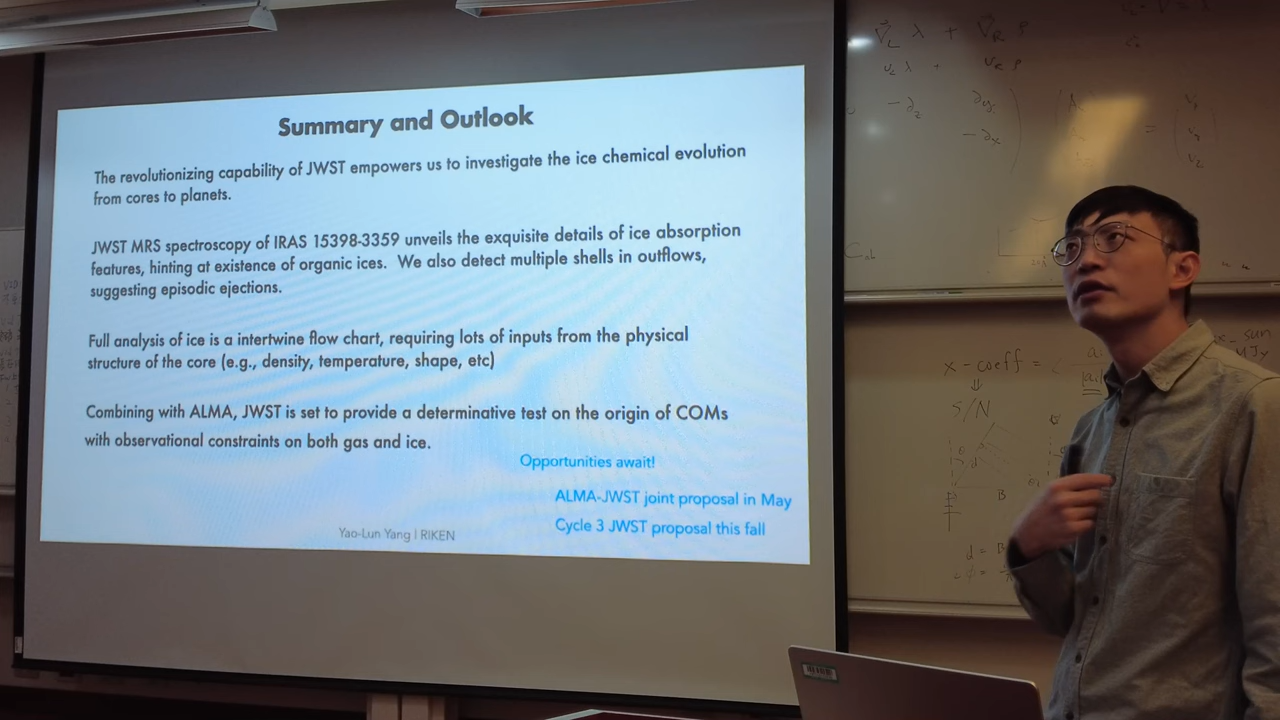 Summary and Outlook
The revolutionizing capability of JWST empowers us to investigate the ice chemical evolution
from cores to planets.
JWST MRS spectroscopy of IRAS 15398-3359 unveils the exquisite details of ice absorption
features, hinting at existence of organic ices. We also detect multiple shells in outflows,
suggesting episodic ejections.
Full analysis of ice is a intertwine flow chart, requiring lots of inputs from the physical
structure of the core (e.g., density, temperature, shape, etc)
Combining with ALMA, JWST is set to provide a determinative test on the origin of COMs
with observational constraints on both gas and ice.
Opportunities await!
ALMA-JWST joint proposal in May
Cycle 3 JWST proposal this fall
Yao-Lun Yang | RIKEN
x - coeff =
⇓
S/N
B